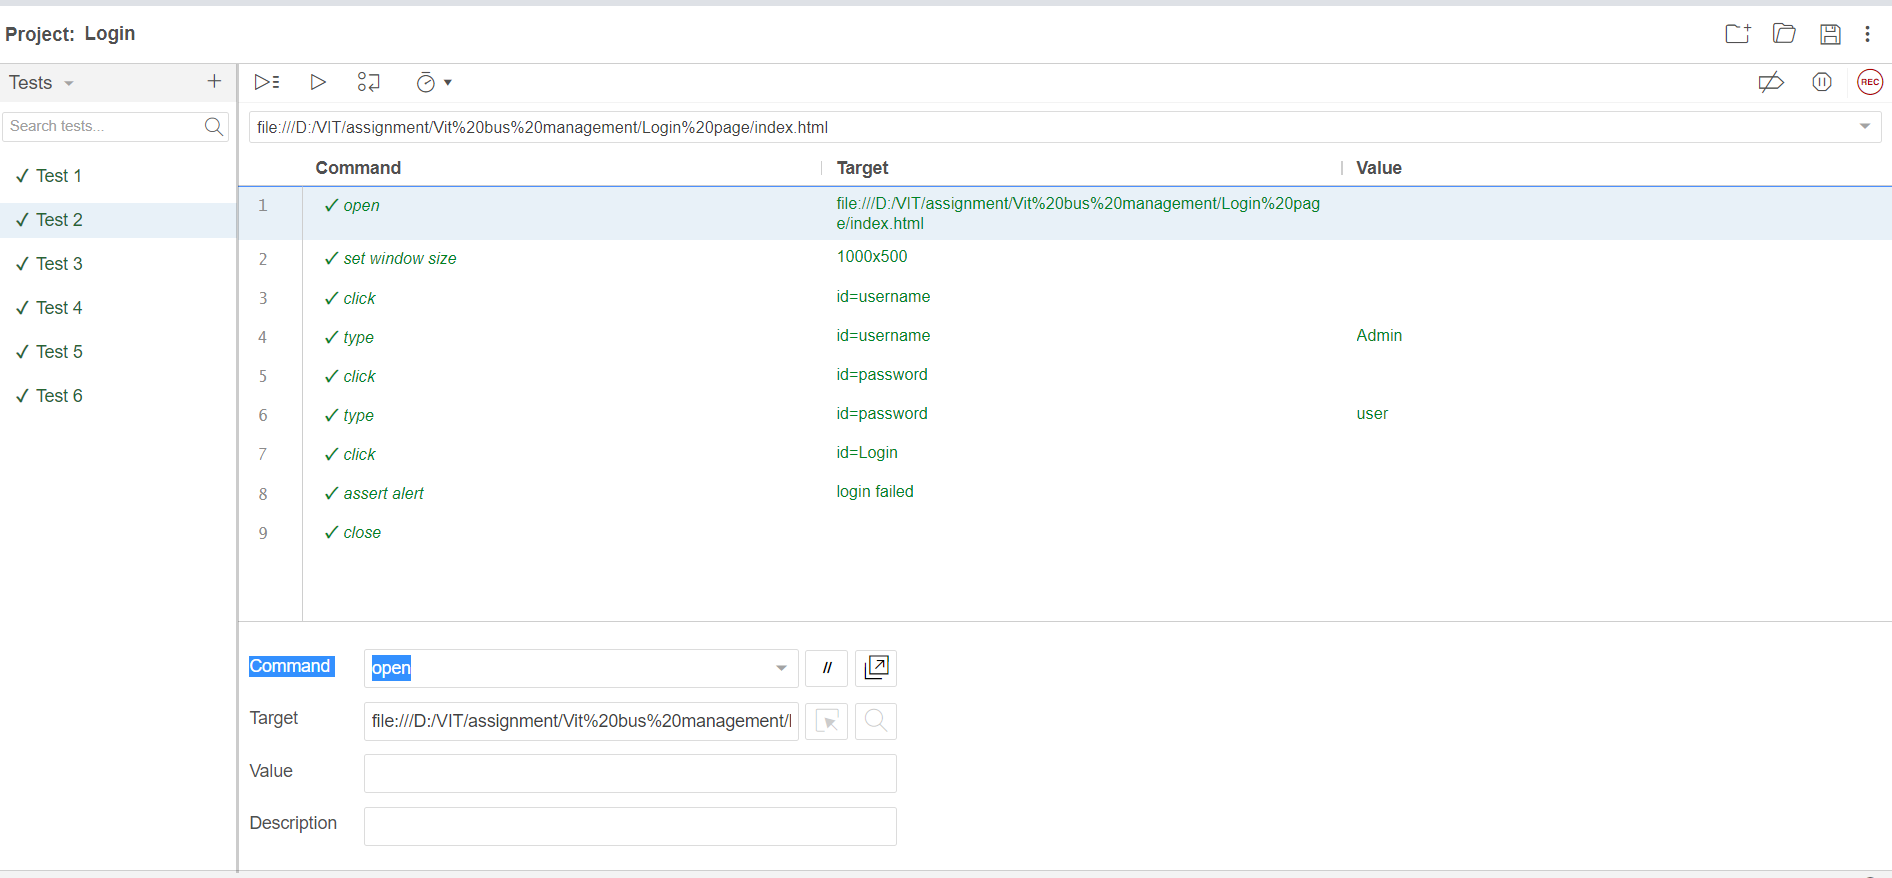 Project: Login
Tests
Search tests...
✓ Test 1
✓ Test 2
✓ Test 3
✓ Test 4
✓ Test 5
✓ Test 6
REC
file:///D:/VIT/assignment/Vit%20bus%20management/Login%20page/index.html
Command Target Value
1 ✓ open file:///D:/VIT/assignment/Vit%20bus%20management/Login%20pag
e/index.html
2 ✓ set window size 1000x500
3 ✓ click id=username
4 ✓ type id=username Admin
5 ✓ click id=password
6 ✓ type id=password user
7 ✓ click id=Login
8 ✓ assert alert login failed
9 ✓ close
Command open //
Target file:///D:/VIT/assignment/Vit%20bus%20management/
Value
Description